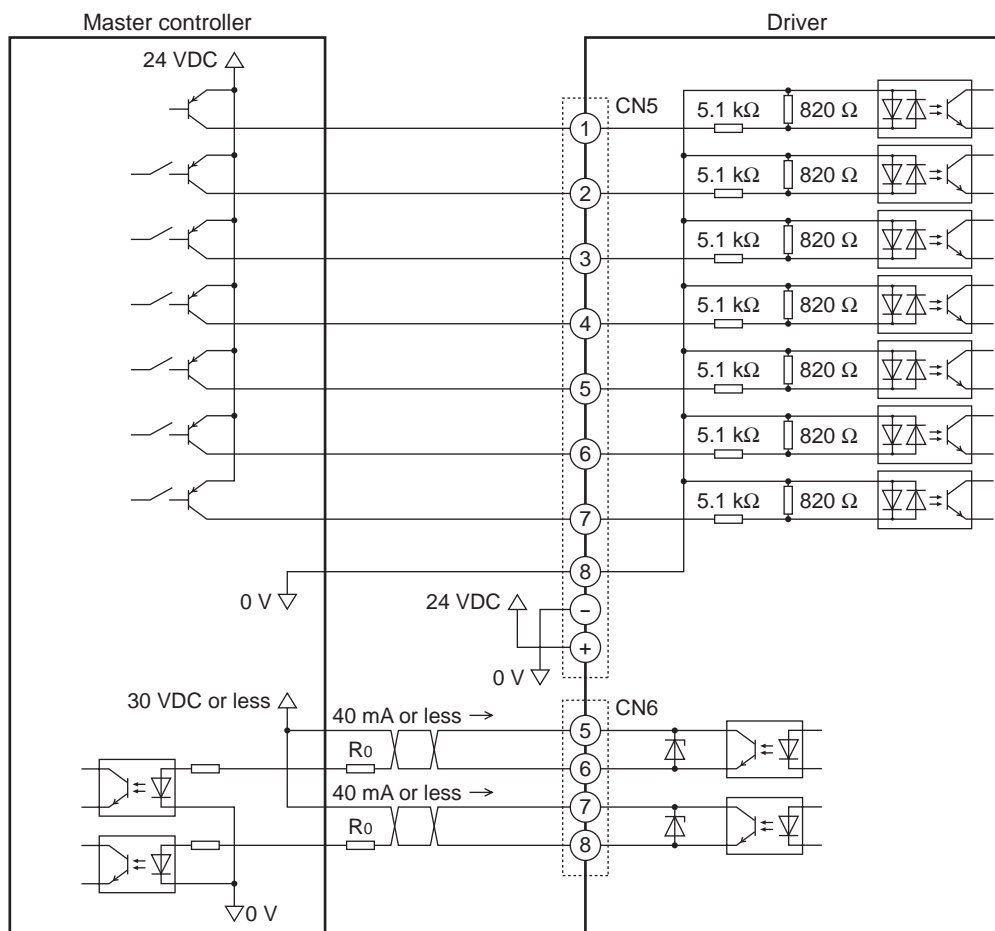 Master controller
Driver
24 VDC
CN5
5.1 kΩ 820 Ω
1
5.1 kΩ 820 Ω
2
5.1 kΩ 820 Ω
3
5.1 kΩ 820 Ω
4
5.1 kΩ 820 Ω
5
5.1 kΩ 820 Ω
6
5.1 kΩ 820 Ω
7
8
0 V
24 VDC
−
+
0 V
30 VDC or less
CN6
40 mA or less →
5
R0
6
40 mA or less →
7
R0
8
0 V